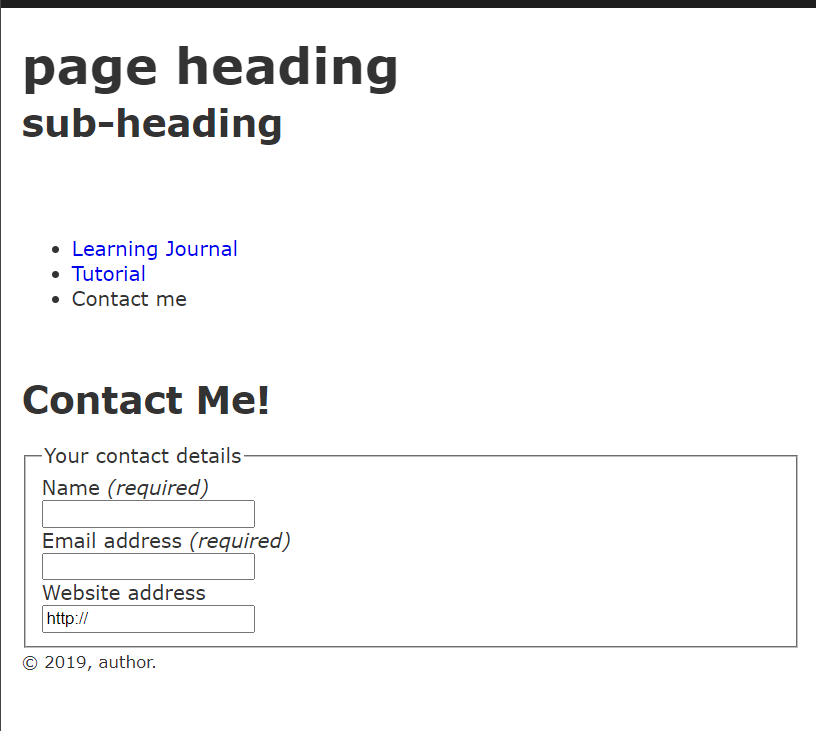 page heading
sub-heading
Learning Journal
Tutorial
Contact me
Contact Me!
Your contact details
Name (required)
Email address (required)
Website address
http://
© 2019, author.